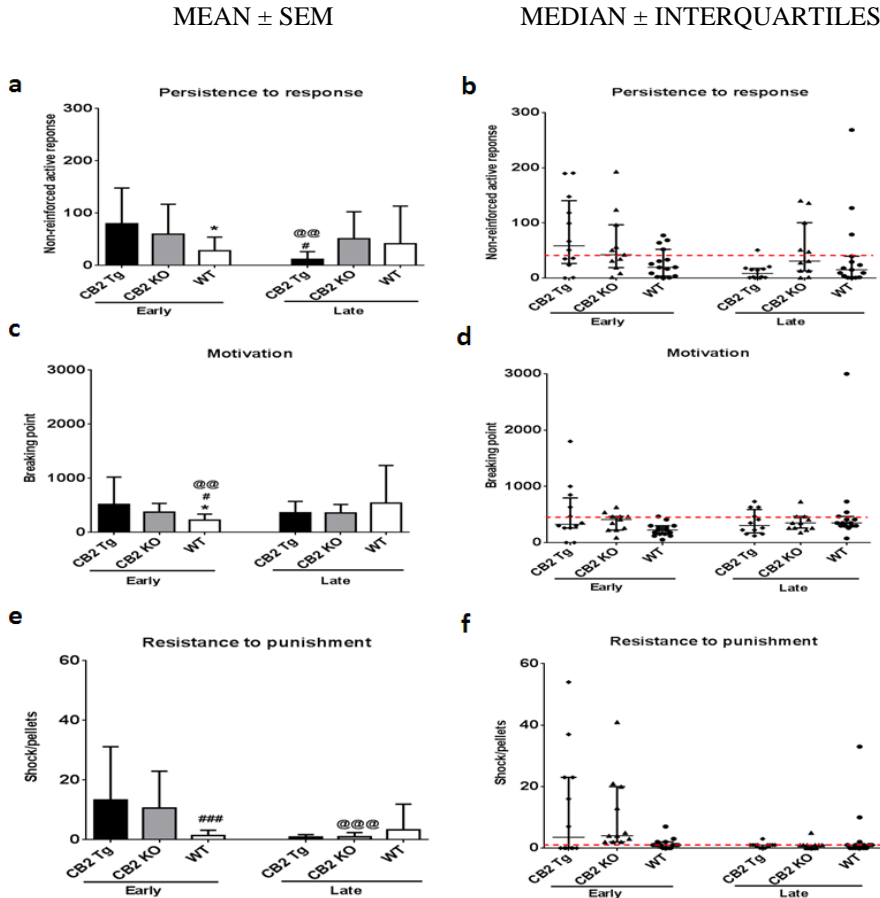 MEAN ± SEM
MEDIAN ± INTERQUARTILES
a
Persistence to response
Non-reinforced active reponse
300
200
100
0
*
@@
#
CB2 Tg
CB2 KO
WT
CB2 Tg
CB2 KO
WT
Early
Late
b
Persistence to response
Non-reinforced active reponse
300
200
100
0
CB2 Tg
CB2 KO
WT
CB2 Tg
CB2 KO
WT
Early
Late
c
Motivation
Breaking point
3000
2000
1000
0
@@
#
*
CB2 Tg
CB2 KO
WT
CB2 Tg
CB2 KO
WT
Early
Late
d
Motivation
Breaking point
3000
2000
1000
0
CB2 Tg
CB2 KO
WT
CB2 Tg
CB2 KO
WT
Early
Late
e
Resistance to punishment
Shock/pellets
60
40
20
0
###
@@@
CB2 Tg
CB2 KO
WT
CB2 Tg
CB2 KO
WT
Early
Late
f
Resistance to punishment
Shock/pellets
60
40
20
0
CB2 Tg
CB2 KO
WT
CB2 Tg
CB2 KO
WT
Early
Late